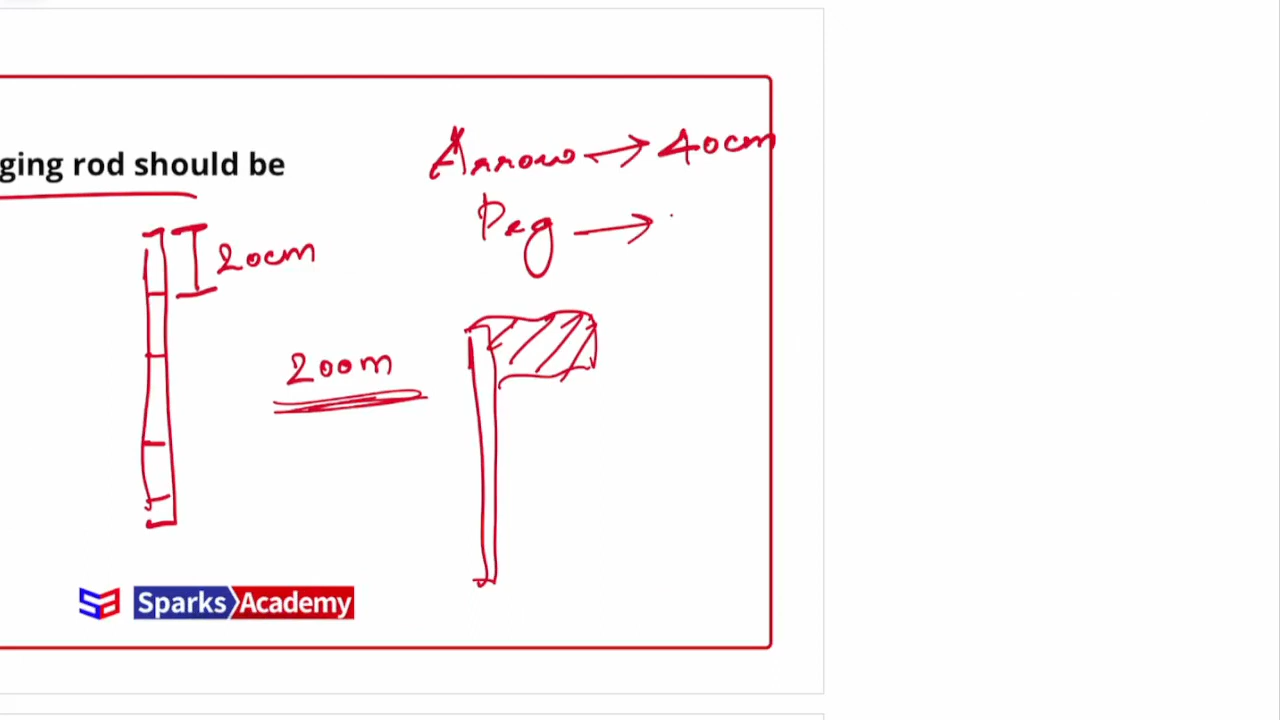 Arrow → 40cm
ging rod should be
Peg →
20cm
200m
Sparks Academy